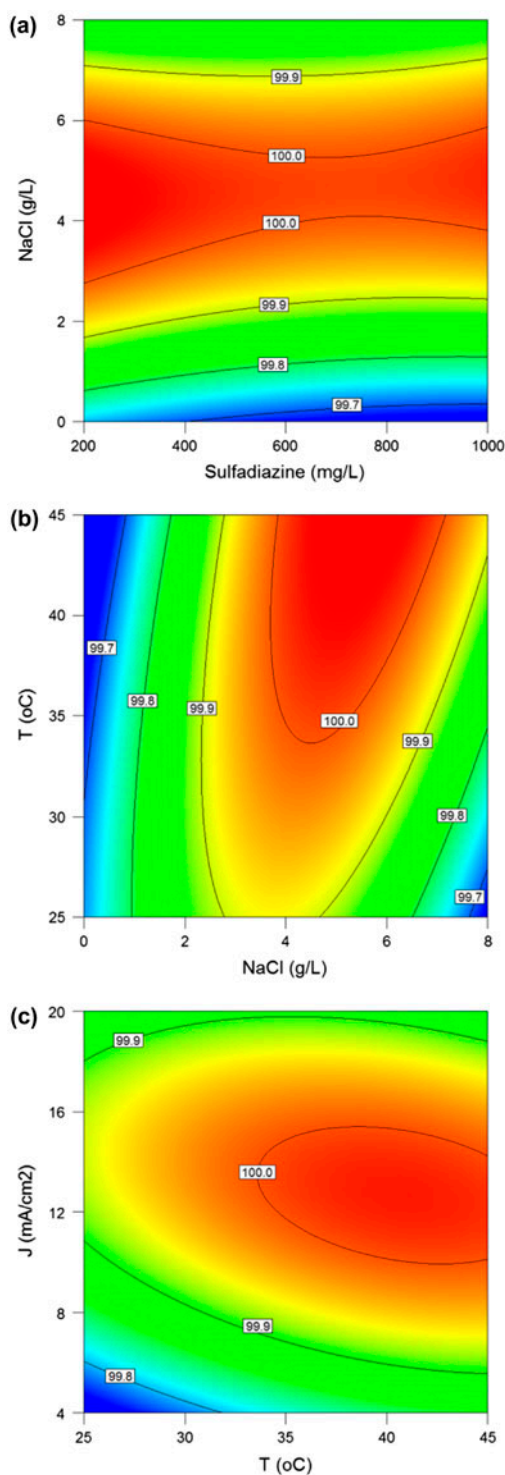 (a)
8
6
4
2
0
NaCl (g/L)
99.9
100.0
100.0
99.9
99.8
99.7
200 400 600 800 1000
Sulfadiazine (mg/L)
(b)
45
40
35
30
25
T (oC)
99.7
99.8
99.9
100.0
99.9
99.8
99.7
0 2 4 6 8
NaCl (g/L)
(c)
20
16
12
8
4
J (mA/cm2)
99.9
100.0
99.9
99.8
25 30 35 40 45
T (oC)